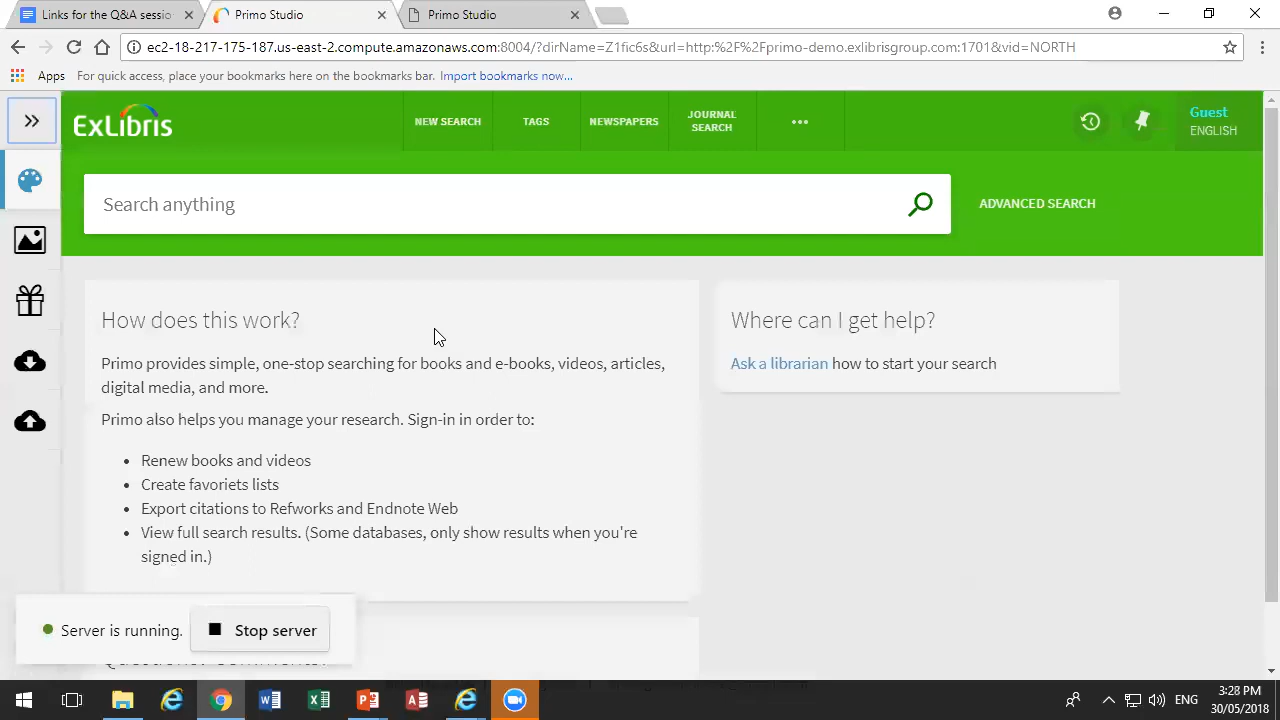 Links for the Q&A sessio
Primo Studio
Primo Studio
ec2-18-217-175-187.us-east-2.compute.amazonaws.com:8004/?dirName=Z1fic6s&url=http:%2F%2Fprimo-demo.exlibrisgroup.com:1701&vid=NORTH
Apps
For quick access, place your bookmarks here on the bookmarks bar. Import bookmarks now...
ExLibris
NEW SEARCH
TAGS
NEWSPAPERS
JOURNAL
SEARCH
Guest
ENGLISH
Search anything
ADVANCED SEARCH
How does this work?
Primo provides simple, one-stop searching for books and e-books, videos, articles,
digital media, and more.
Primo also helps you manage your research. Sign-in in order to:
Renew books and videos
Create favoriets lists
Export citations to Refworks and Endnote Web
View full search results. (Some databases, only show results when you're
signed in.)
Where can I get help?
Ask a librarian how to start your search
Server is running.
Stop server
ENG
3:28 PM
30/05/2018